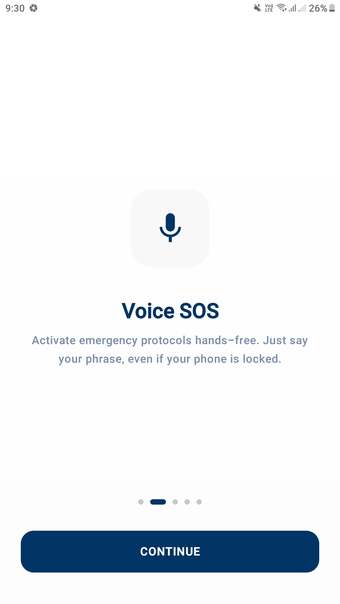 9:30
26%
Voice SOS
Activate emergency protocols hands-free. Just say
your phrase, even if your phone is locked.
CONTINUE